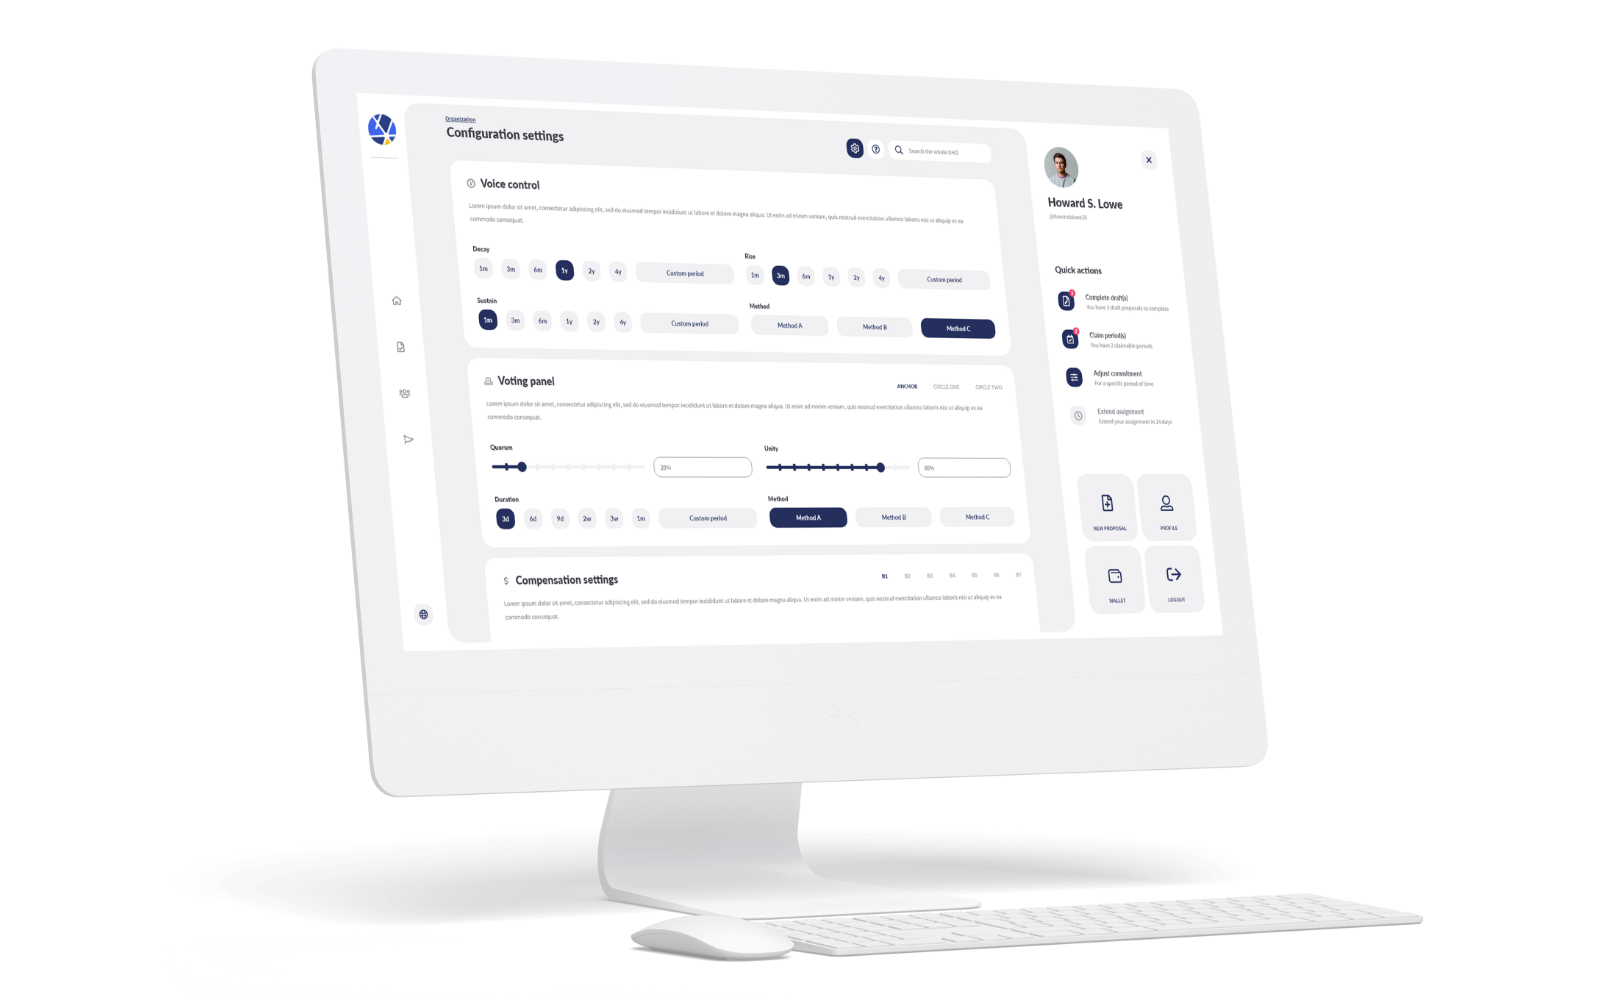 Organization
Configuration settings
Search the whole DHO
Voice control
Lorem ipsum dolor sit amet, consectetur adipiscing elit, sed do eiusmod tempor incididunt ut labore et dolore magna aliqua. Ut enim ad minim veniam, quis nostrud exercitation ullamco laboris nisi ut aliquip ex ea
commodo consequat.
Decay
1m 3m 6m 1y 2y 4y Custom period
Rise
1m 3m 6m 1y 2y 4y Custom period
Sustain
1m 3m 6m 1y 2y 4y Custom period
Method
Method A Method B Method C
Voting panel
ANCHOR CIRCLE ONE CIRCLE TWO
Lorem ipsum dolor sit amet, consectetur adipiscing elit, sed do eiusmod tempor incididunt ut labore et dolore magna aliqua. Ut enim ad minim veniam, quis nostrud exercitation ullamco laboris nisi ut aliquip ex ea
commodo consequat.
Quorum
20%
Unity
80%
Duration
3d 6d 9d 2w 3w 1m Custom period
Method
Method A Method B Method C
$ Compensation settings
B1 B2 B3 B4 B5 B6 B7
Lorem ipsum dolor sit amet, consectetur adipiscing elit, sed do eiusmod tempor incididunt ut labore et dolore magna aliqua. Ut enim ad minim veniam, quis nostrud exercitation ullamco laboris nisi ut aliquip ex ea
commodo consequat.
X
Howard S. Lowe
Quick actions
Complete draft(s)
You have 1 draft proposals to complete
Claim period(s)
You have 2 claimable periods
Adjust commitment
For a specific period of time
Extend assignment
Extend your assignment in 24 days
NEW PROPOSAL
PROFILE
WALLET
LOGOUT